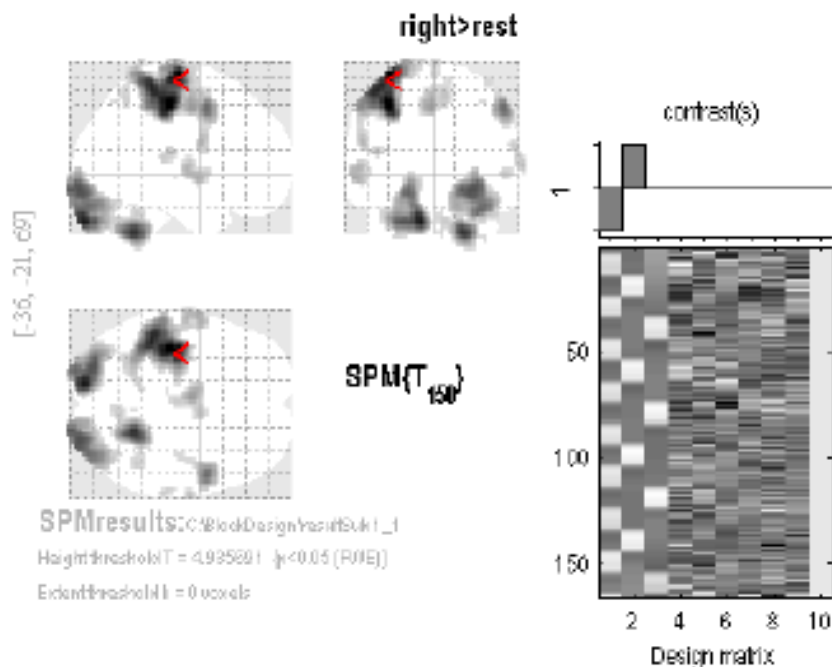 right>rest
contrast(s)
1
[-36, -21, 69]
SPM{T150}
50
100
150
SPMresults: C:\BlockDesign\result\
Height threshold T = 4.935691 {p<0.05 (FWE)}
Extent threshold k = 0 voxels
2 4 6 8 10
Design matrix